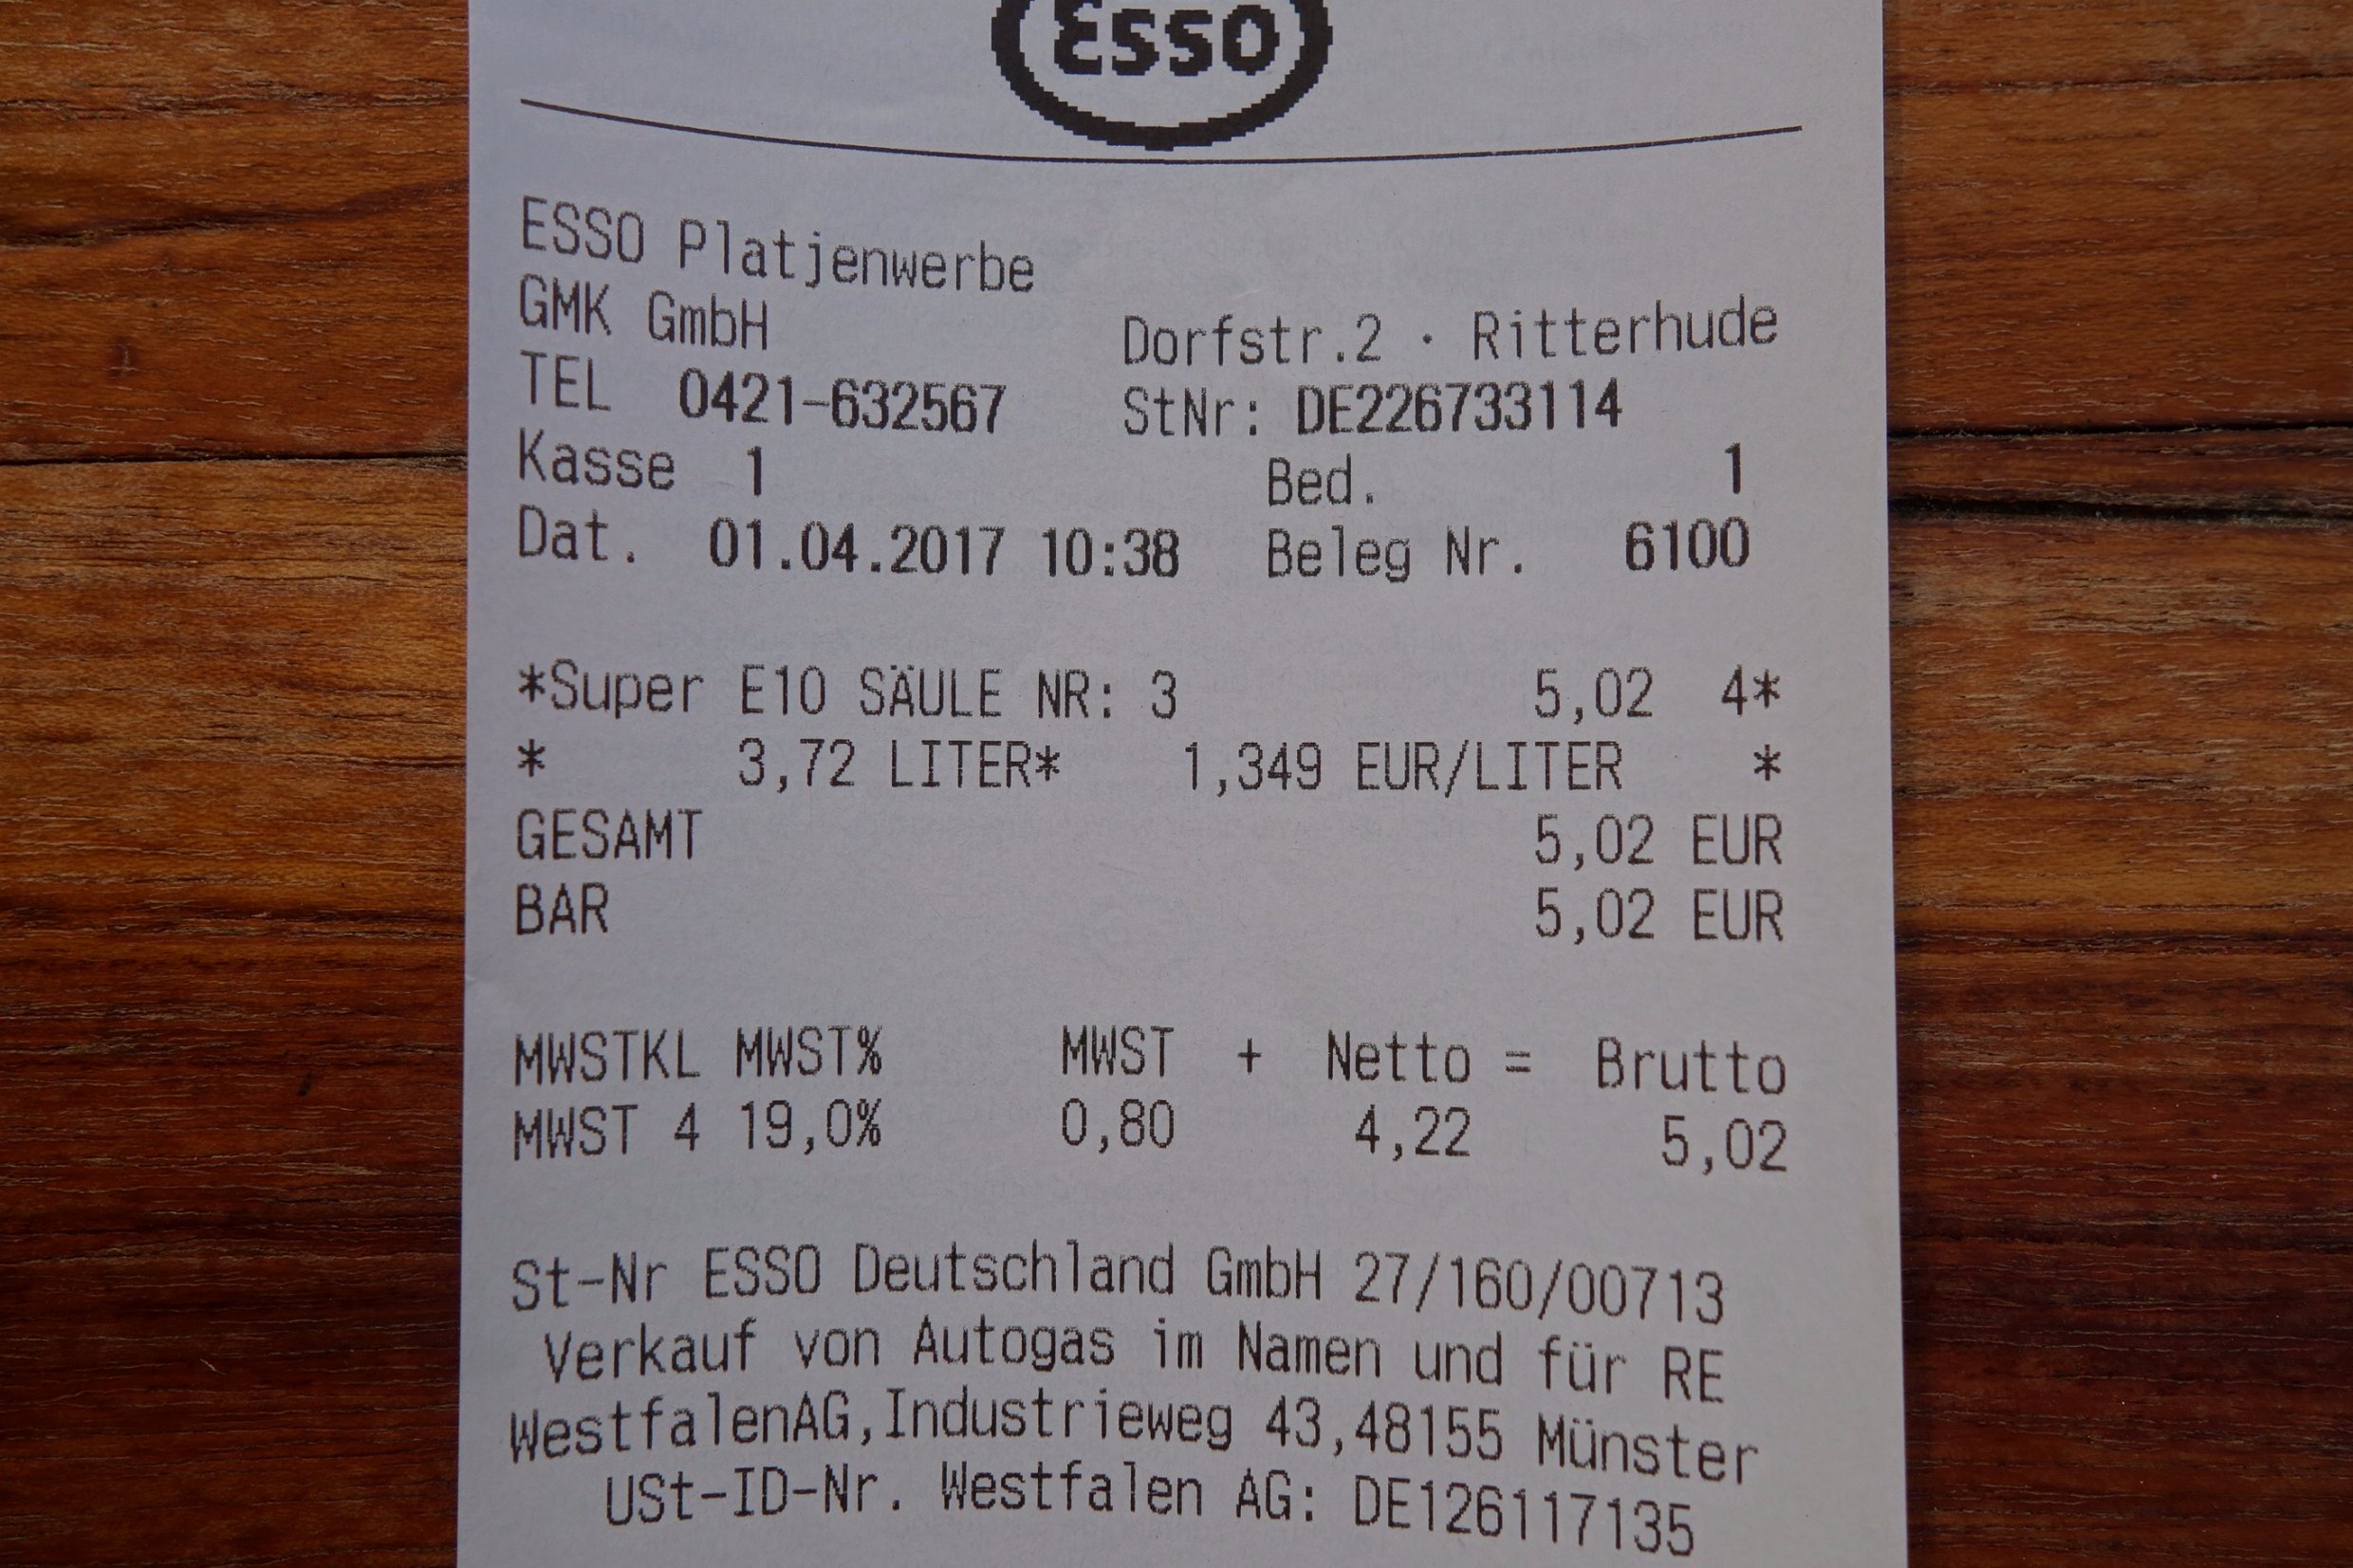 Esso
ESSO Platjenwerbe
GMK GmbH Dorfstr.2 · Ritterhude
TEL 0421-632567 StNr: DE226733114
Kasse 1 Bed. 1
Dat. 01.04.2017 10:38 Beleg Nr. 6100
*Super E10 SÄULE NR: 3 5,02 4*
* 3,72 LITER* 1,349 EUR/LITER *
GESAMT 5,02 EUR
BAR 5,02 EUR
MWSTKL MWST% MWST + Netto = Brutto
MWST 4 19,0% 0,80 4,22 5,02
St-Nr ESSO Deutschland GmbH 27/160/00713
Verkauf von Autogas im Namen und für RE
WestfalenAG,Industrieweg 43,48155 Münster
USt-ID-Nr. Westfalen AG: DE126117135